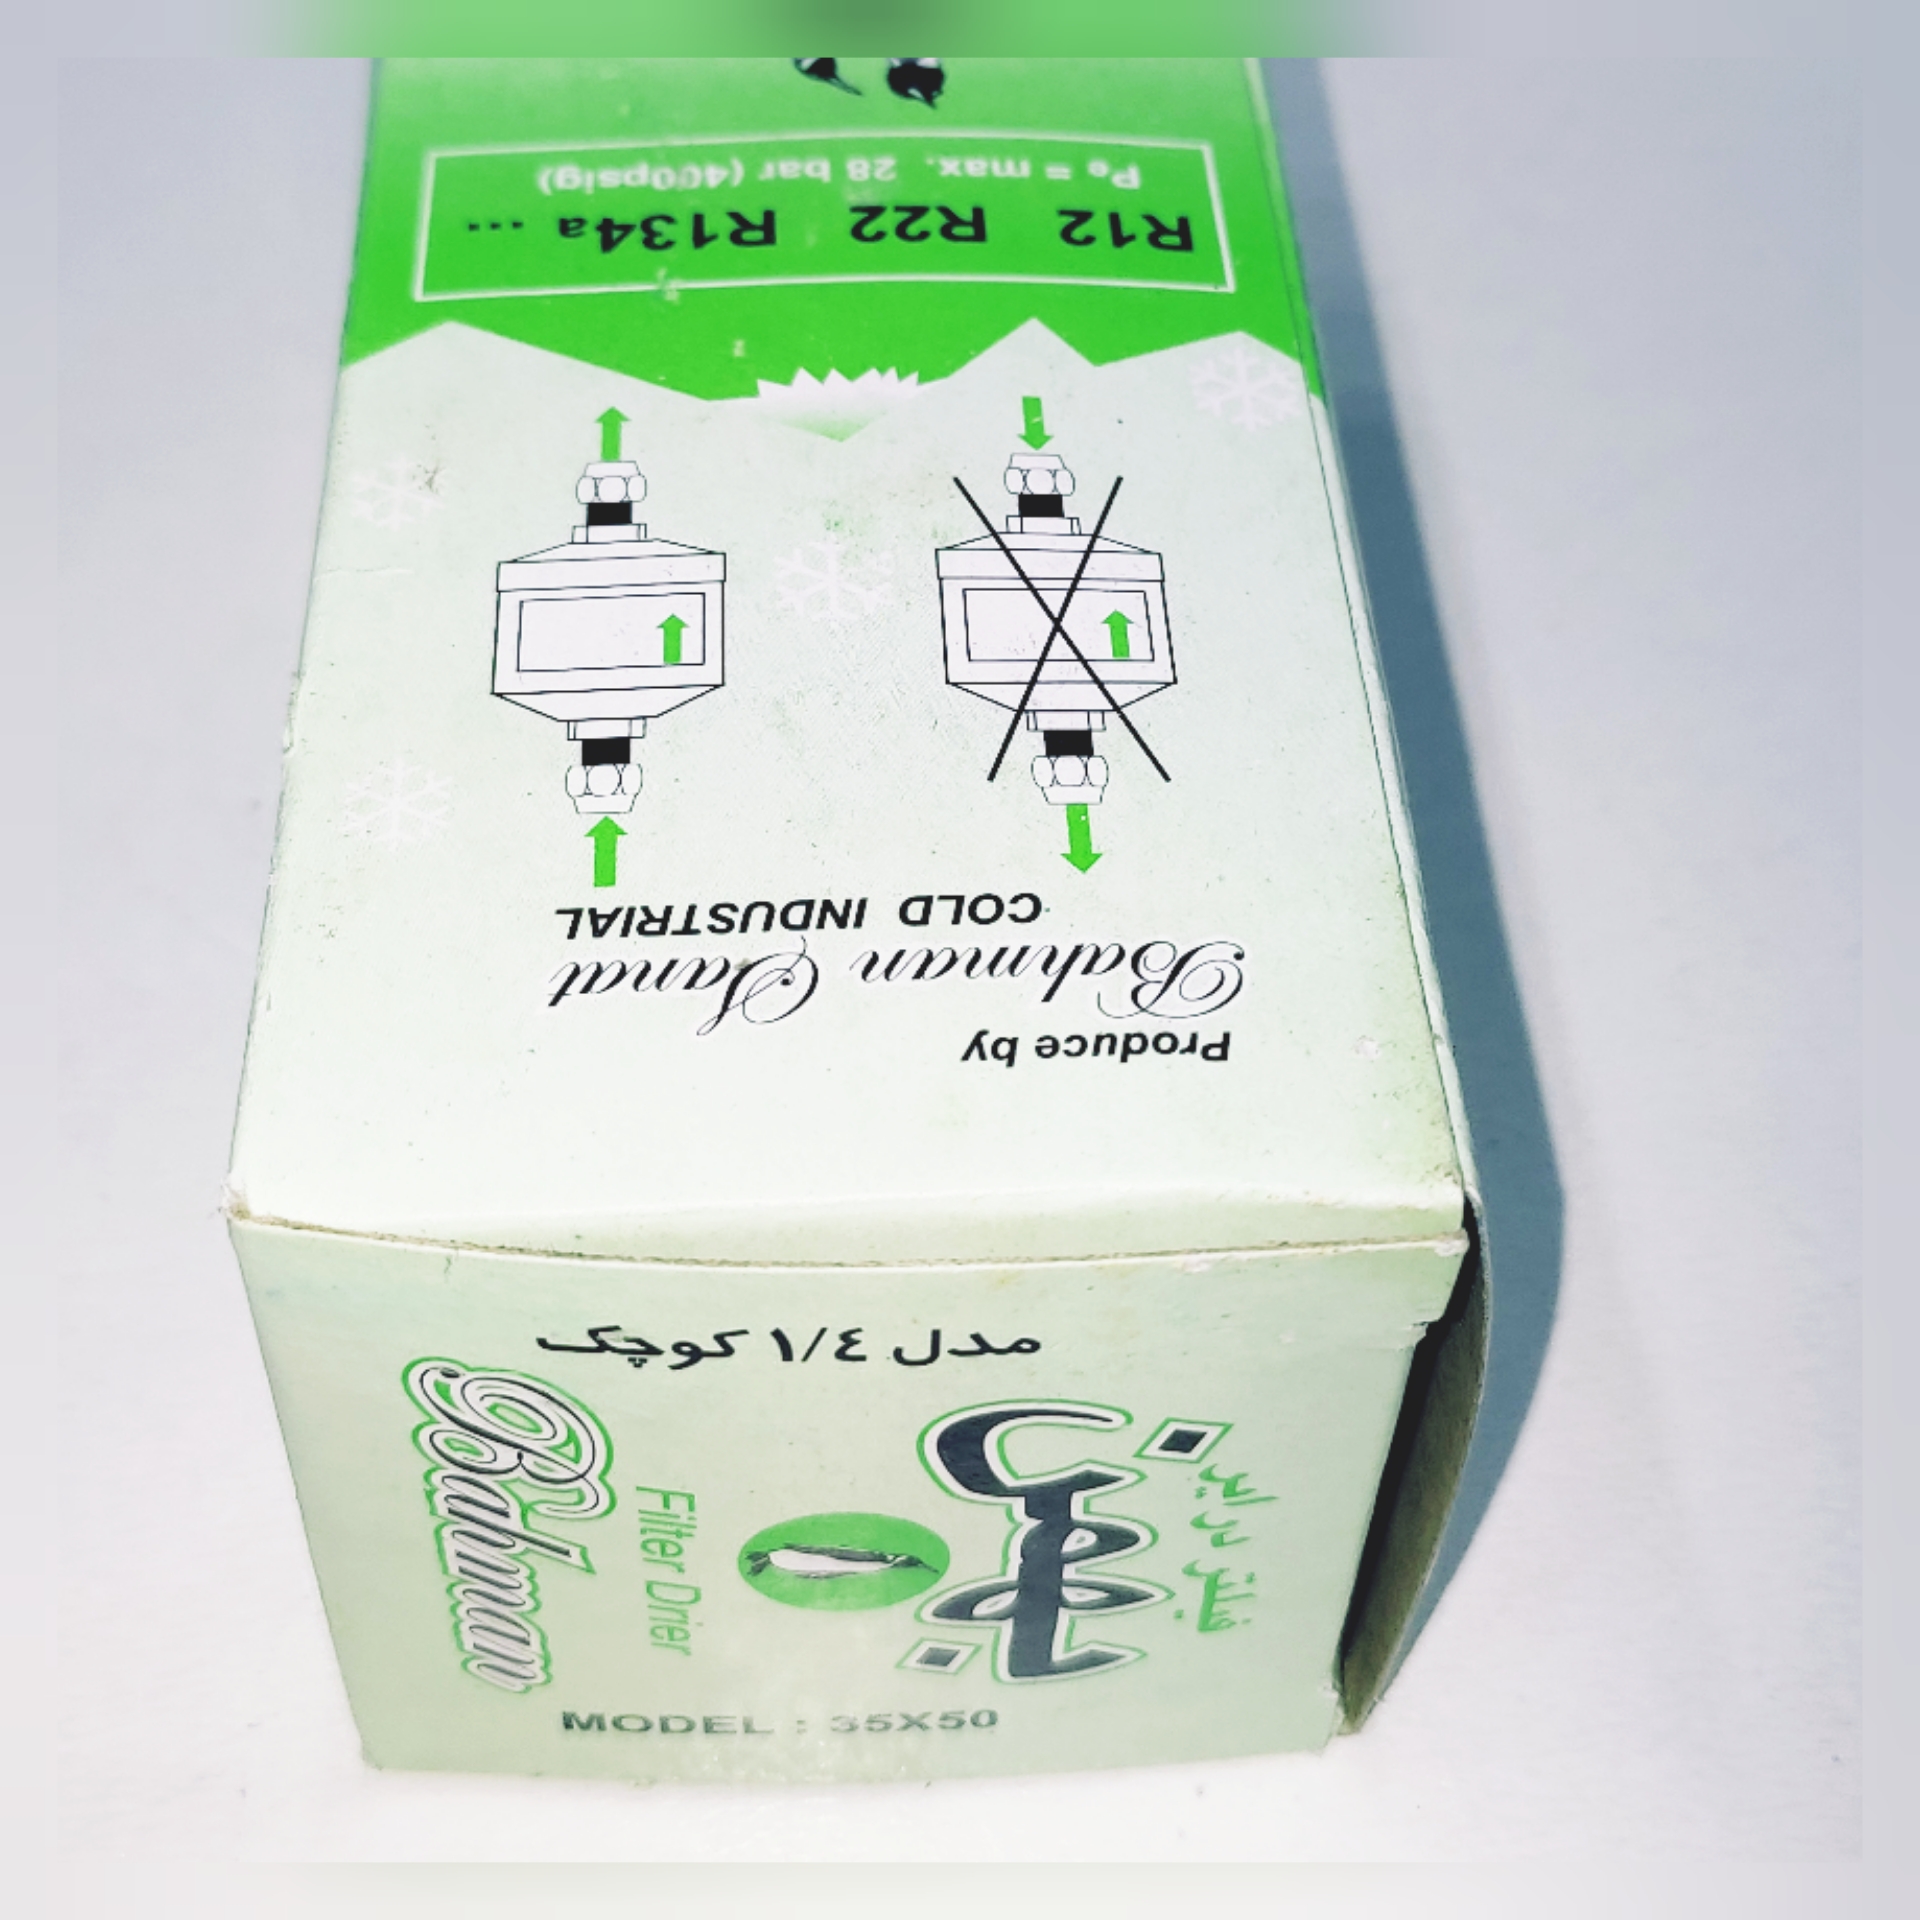 Pe = max. 28 bar (400psig)
R12 R22 R134a ...
COLD INDUSTRIAL
Bahman Sanat
Produce by
مدل ۱/٤ کوچک
فیلتر درایر
بهمن
Filter Drier
Bahman
MODEL : 35X50